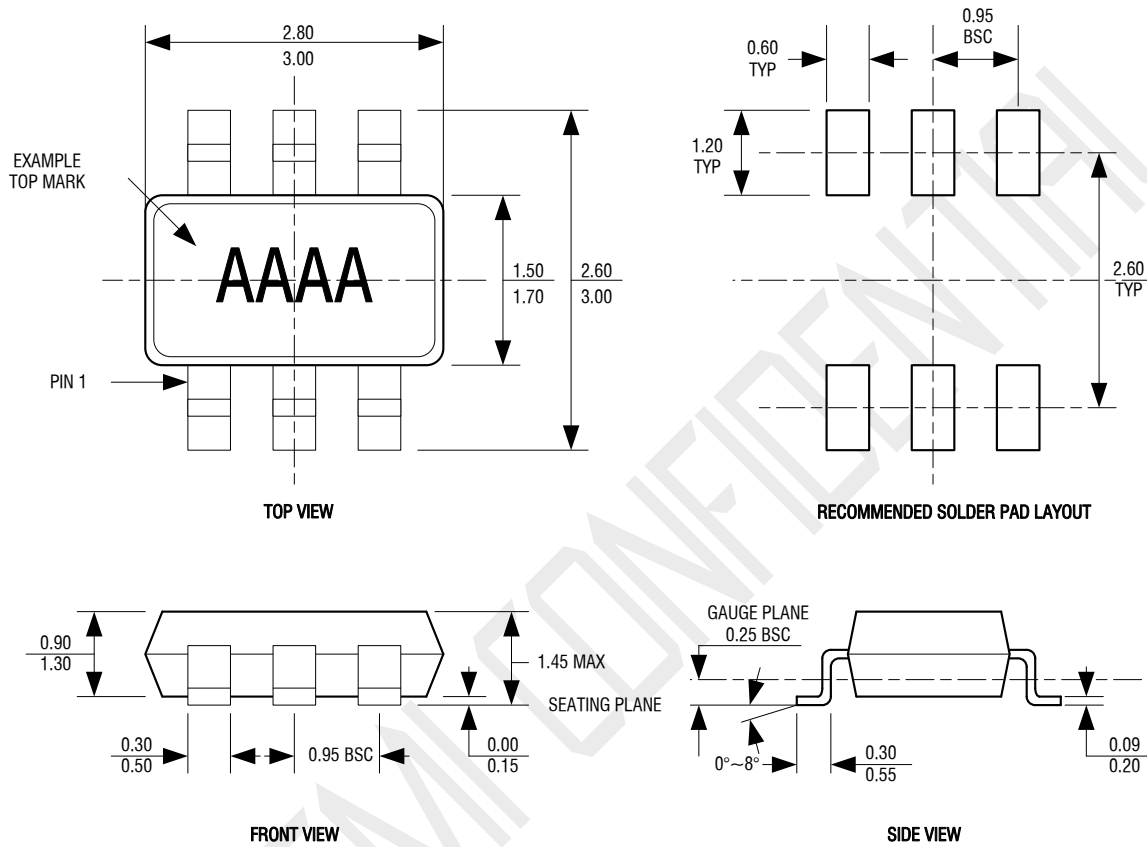 2.80
3.00
EXAMPLE
TOP MARK
AAAA
1.50
1.70
2.60
3.00
PIN 1
TOP VIEW
0.60
TYP
0.95
BSC
1.20
TYP
2.60
TYP
RECOMMENDED SOLDER PAD LAYOUT
0.90
1.30
1.45 MAX
SEATING PLANE
0.30
0.50
0.95 BSC
0.00
0.15
FRONT VIEW
GAUGE PLANE
0.25 BSC
0°~8°
0.30
0.55
0.09
0.20
SIDE VIEW
CONFIDENTIAL